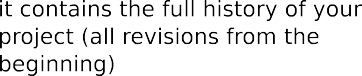 it contains the full history of your
project (all revisions from the
beginning)